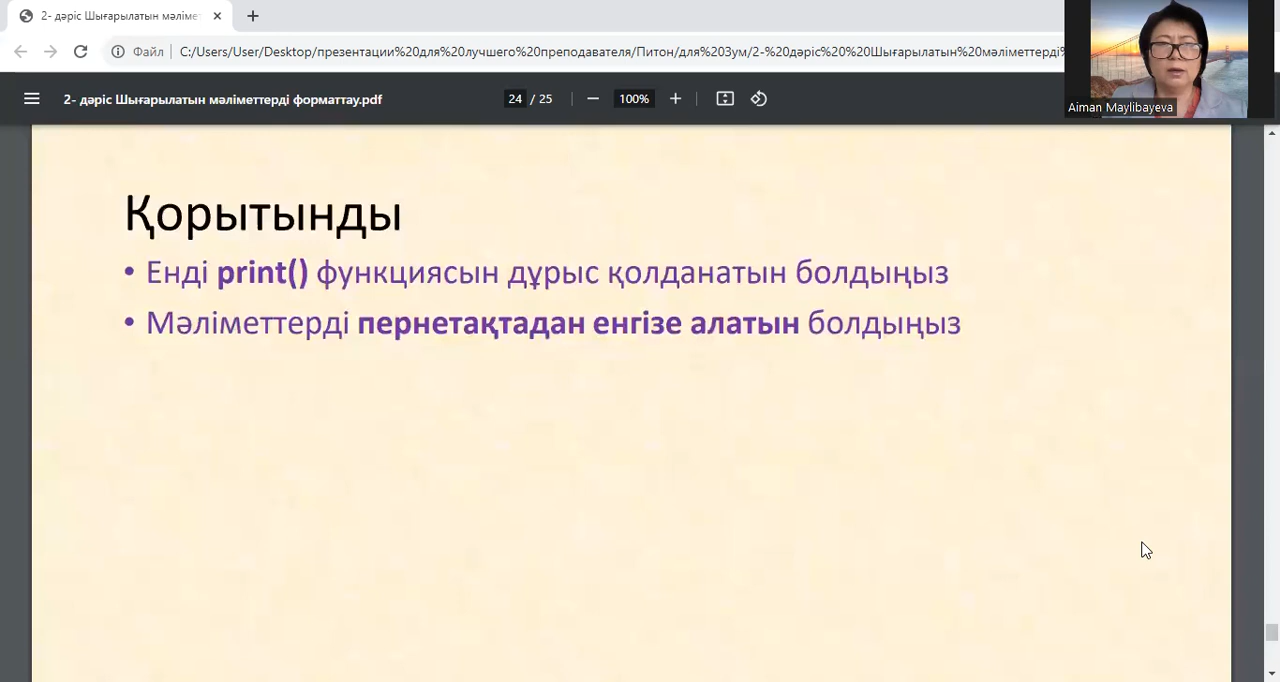 2- дәріс Шығарылатын мәліме
Файл
C:/Users/User/Desktop/презентации%20для%20лучшего%20преподавателя/Питон/для%20Зум/2-%20дәріс%20%20Шығарылатын%20мәліметтерді%
Aiman Maylibayeva
2- дәріс Шығарылатын мәліметтерді форматтау.pdf
24 / 25
100%
Қорытынды
• Енді print() функциясын дұрыс қолданатын болдыңыз
• Мәліметтерді пернетақтадан енгізе алатын болдыңыз